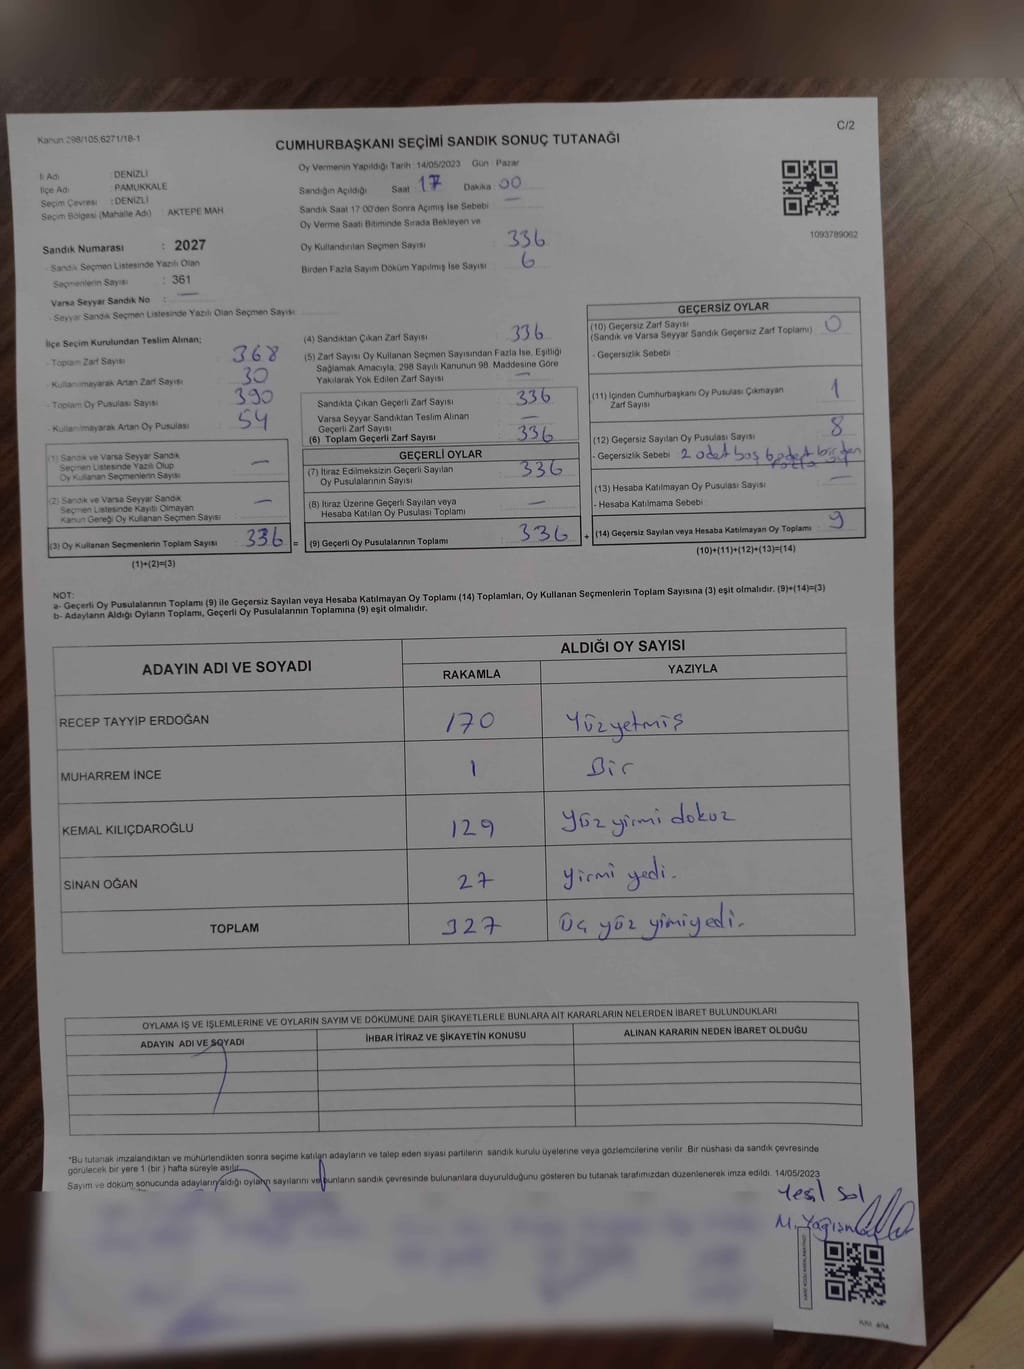 Kanun 298/105,6271/18-1
C/2
CUMHURBAŞKANI SEÇİMİ SANDIK SONUÇ TUTANAĞI
Oy Vermenin Yapıldığı Tarih : 14/05/2023 Gün : Pazar
İl Adı : DENİZLİ
İlçe Adı : PAMUKKALE
Seçim Çevresi : DENİZLİ
Seçim Bölgesi (Mahalle Adı) : AKTEPE MAH
Sandığın Açıldığı Saat 17 Dakika 00
Sandık Saat 17:00'den Sonra Açımış İse Sebebi —
Oy Verme Saati Bitiminde Sırada Bekleyen ve
Oy Kullandırılan Seçmen Sayısı 336
Birden Fazla Sayım Döküm Yapılmış İse Sayısı 6
1093789062
Sandık Numarası : 2027
- Sandık Seçmen Listesinde Yazılı Olan
Seçmenlerin Sayısı : 361
Varsa Seyyar Sandık No : —
- Seyyar Sandık Seçmen Listesinde Yazılı Olan Seçmen Sayısı:
İlçe Seçim Kurulundan Teslim Alınan;
- Toplam Zarf Sayısı 368
- Kullanılmayarak Artan Zarf Sayısı 30
- Toplam Oy Pusulası Sayısı 390
- Kullanılmayarak Artan Oy Pusulası 54
(1) Sandık ve Varsa Seyyar Sandık
Seçmen Listesinde Yazılı Olup
Oy Kullanan Seçmenlerin Sayısı —
(2) Sandık ve Varsa Seyyar Sandık
Seçmen Listesinde Kayıtlı Olmayan
Kanun Gereği Oy Kullanan Seçmen Sayısı —
(3) Oy Kullanan Seçmenlerin Toplam Sayısı 336 =
(1)+(2)=(3)
(4) Sandıktan Çıkan Zarf Sayısı 336
(5) Zarf Sayısı Oy Kullanan Seçmen Sayısından Fazla İse, Eşitliği
Sağlamak Amacıyla, 298 Sayılı Kanunun 98. Maddesine Göre
Yakılarak Yok Edilen Zarf Sayısı —
Sandıkta Çıkan Geçerli Zarf Sayısı 336
Varsa Seyyar Sandıktan Teslim Alınan
Geçerli Zarf Sayısı —
(6) Toplam Geçerli Zarf Sayısı 336
GEÇERLİ OYLAR
(7) İtiraz Edilmeksizin Geçerli Sayılan
Oy Pusulalarının Sayısı 336
(8) İtiraz Üzerine Geçerli Sayılan veya
Hesaba Katılan Oy Pusulası Toplamı —
(9) Geçerli Oy Pusulalarının Toplamı 336 +
GEÇERSİZ OYLAR
(10) Geçersiz Zarf Sayısı 0
(Sandık ve Varsa Seyyar Sandık Geçersiz Zarf Toplamı)
- Geçersizlik Sebebi
(11) İçinden Cumhurbaşkanı Oy Pusulası Çıkmayan
Zarf Sayısı 1
(12) Geçersiz Sayılan Oy Pusulası Sayısı 8
- Geçersizlik Sebebi 2 adet boş 6 adet birden
fazla
(13) Hesaba Katılmayan Oy Pusulası Sayısı —
- Hesaba Katılmama Sebebi
(14) Geçersiz Sayılan veya Hesaba Katılmayan Oy Toplamı 9
(10)+(11)+(12)+(13)=(14)
NOT:
a- Geçerli Oy Pusulalarının Toplamı (9) ile Geçersiz Sayılan veya Hesaba Katılmayan Oy Toplamı (14) Toplamları, Oy Kullanan Seçmenlerin Toplam Sayısına (3) eşit olmalıdır. (9)+(14)=(3)
b- Adayların Aldığı Oyların Toplamı, Geçerli Oy Pusulalarının Toplamına (9) eşit olmalıdır.
ADAYIN ADI VE SOYADI ALDIĞI OY SAYISI
RAKAMLA YAZIYLA
RECEP TAYYİP ERDOĞAN 170 Yüzyetmiş
MUHARREM İNCE 1 Bir
KEMAL KILIÇDAROĞLU 129 Yüz yirmi dokuz
SİNAN OĞAN 27 Yirmi yedi.
TOPLAM 327 Üç yüz yimiyedi.
OYLAMA İŞ VE İŞLEMLERİNE VE OYLARIN SAYIM VE DÖKÜMÜNE DAİR ŞİKAYETLERLE BUNLARA AİT KARARLARIN NELERDEN İBARET BULUNDUKLARI
ADAYIN ADI VE SOYADI İHBAR İTİRAZ VE ŞİKAYETİN KONUSU ALINAN KARARIN NEDEN İBARET OLDUĞU
*Bu tutanak imzalandıktan ve mühürlendikten sonra seçime katılan adayların ve talep eden siyasi partilerin sandık kurulu üyelerine veya gözlemcilerine verilir. Bir nüshası da sandık çevresinde
görülecek bir yere 1 (bir) hafta süreyle asılır.
Sayım ve döküm sonucunda adayların aldığı oyların sayılarını ve bunların sandık çevresinde bulunanlara duyurulduğunu gösteren bu tutanak tarafımızdan düzenlenerek imza edildi. 14/05/2023
Yeşil Sol